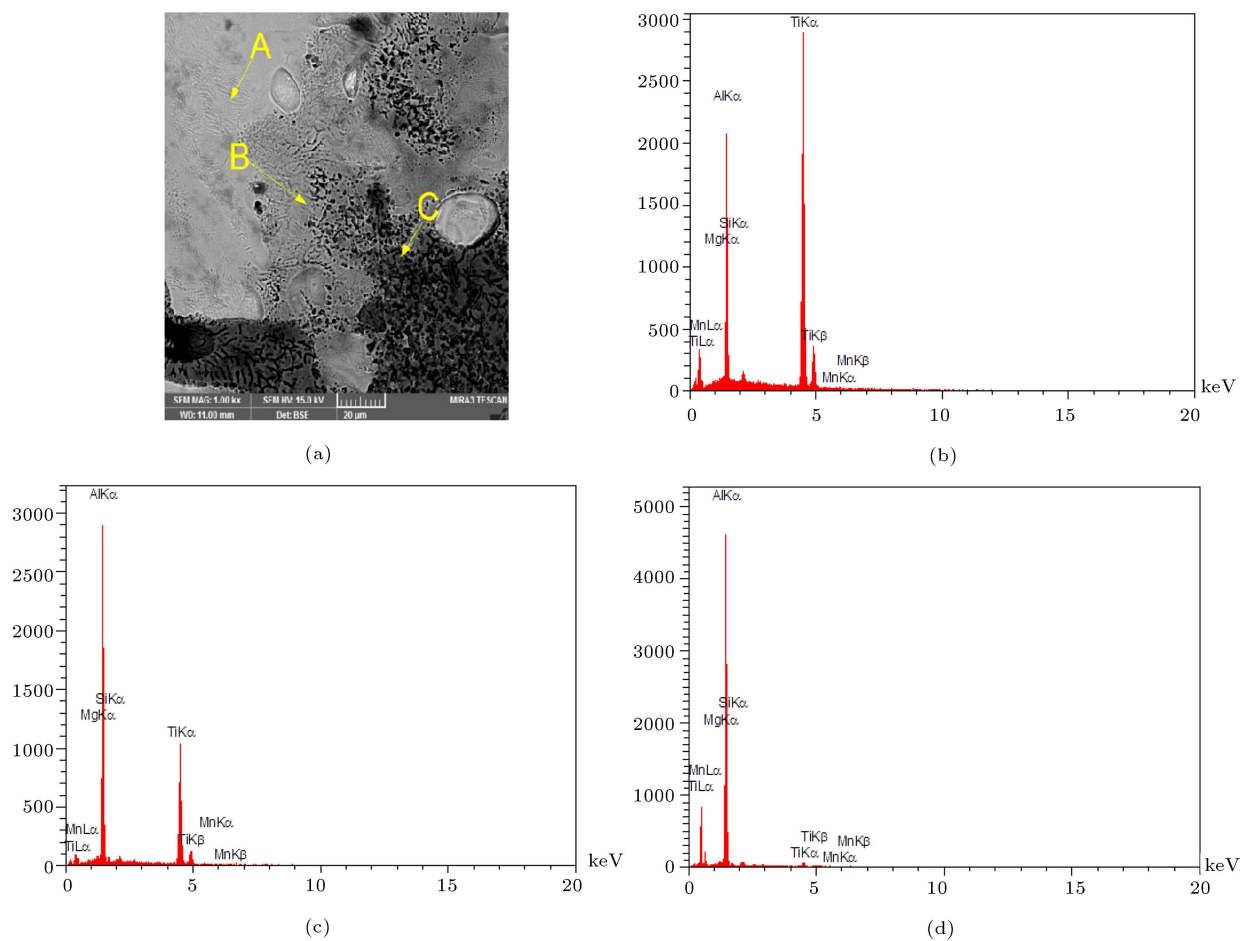 A
B
C
SEM MAG: 1.00 kx SEM HV: 15.0 kV MIRA3 TESCAN
WD: 11.00 mm Det: BSE 20 µm
(a)
3000
2500
2000
1500
1000
500
0
TiKα
AlKα
SiKα
MgKα
MnLα
TiLα
TiKβ
MnKβ
MnKα
0 5 10 15 20
keV
(b)
3000
2500
2000
1500
1000
500
0
AlKα
SiKα
MgKα
TiKα
MnLα
TiLα
MnKα
TiKβ
MnKβ
0 5 10 15 20
keV
(c)
5000
4000
3000
2000
1000
0
AlKα
SiKα
MgKα
MnLα
TiLα
TiKβ
MnKβ
TiKα
MnKα
0 5 10 15 20
keV
(d)